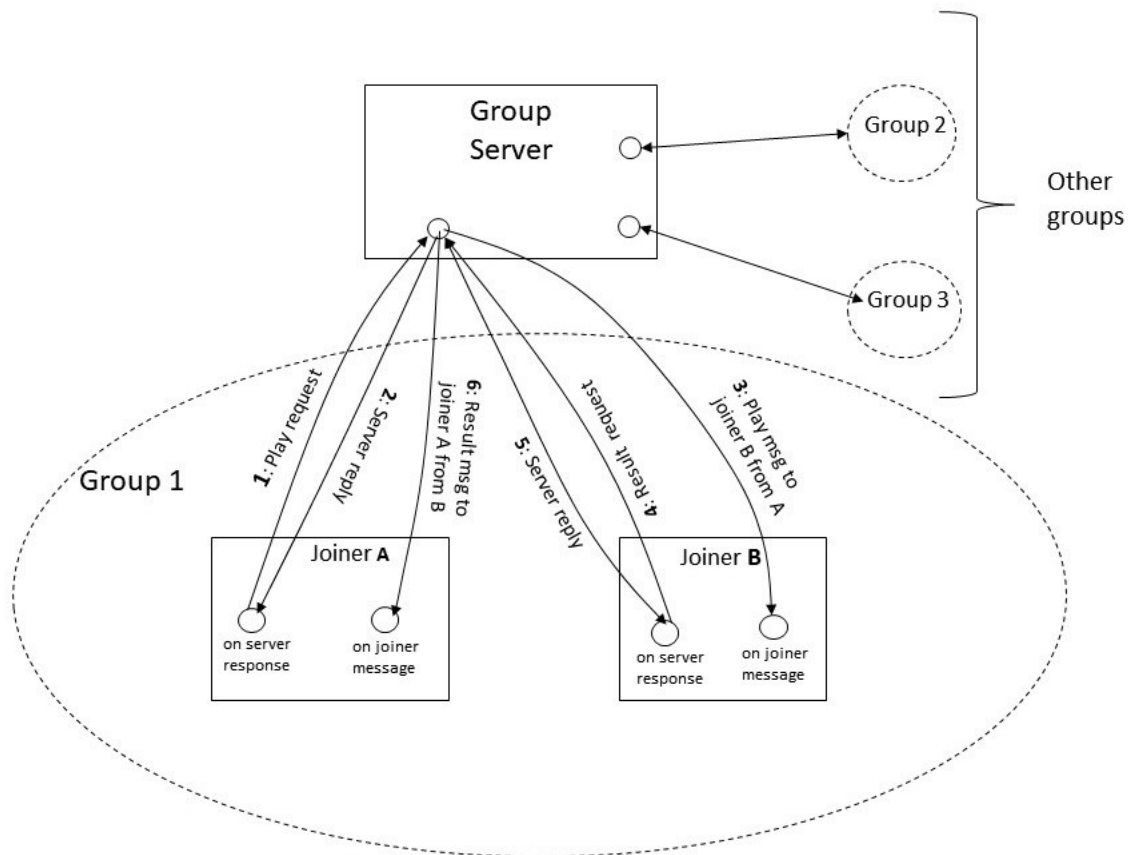 Group
Server
Group 2
Group 3
Other
groups
Group 1
1: Play request
2: Server reply
6: Result msg to
joiner A from B
5: Server reply
4: Result request
3: Play msg to
joiner B from A
Joiner A
on server
response
on joiner
message
Joiner B
on server
response
on joiner
message